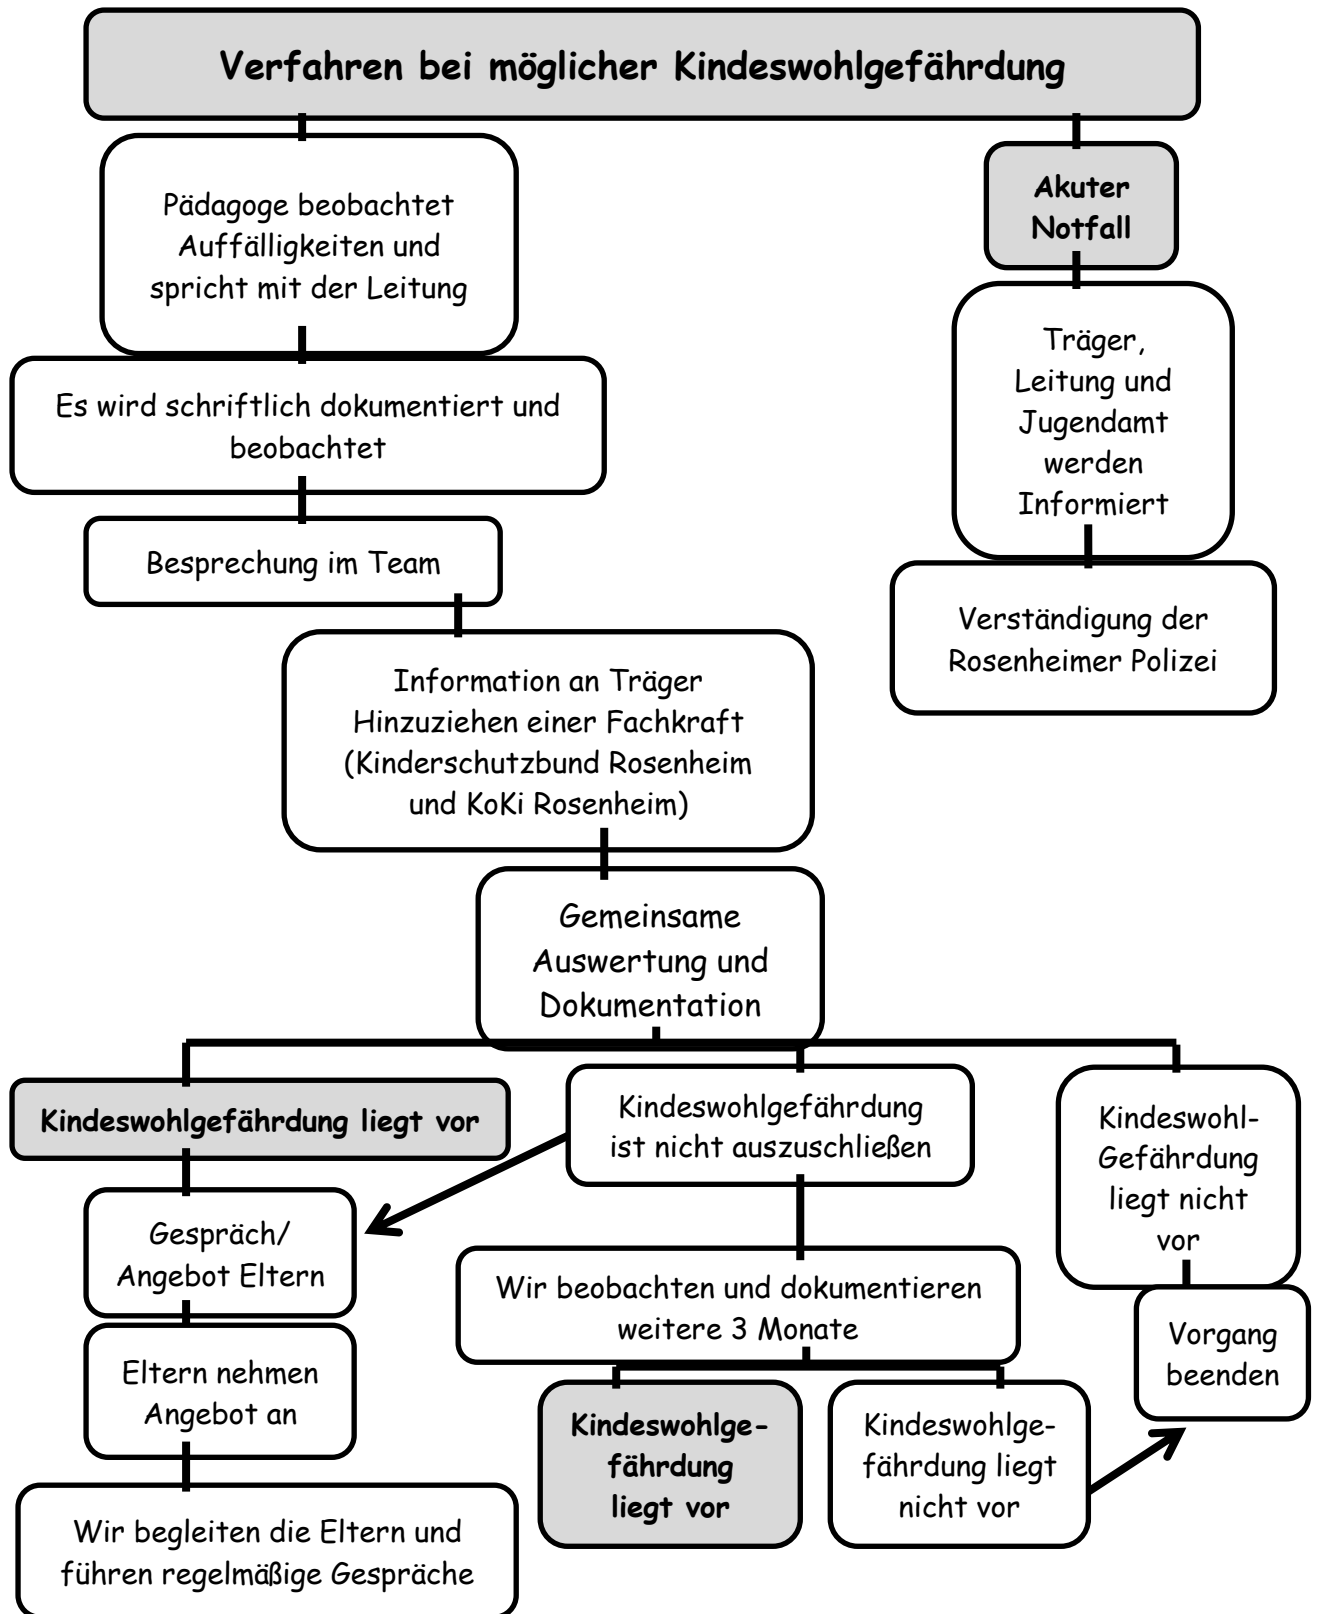 Verfahren bei möglicher Kindeswohlgefährdung
Pädagoge beobachtet
Auffälligkeiten und
spricht mit der Leitung
Akuter
Notfall
Träger,
Leitung und
Jugendamt
werden
Informiert
Es wird schriftlich dokumentiert und
beobachtet
Besprechung im Team
Verständigung der
Rosenheimer Polizei
Information an Träger
Hinzuziehen einer Fachkraft
(Kinderschutzbund Rosenheim
und KoKi Rosenheim)
Gemeinsame
Auswertung und
Dokumentation
Kindeswohlgefährdung liegt vor
Kindeswohlgefährdung
ist nicht auszuschließen
Kindeswohl-
Gefährdung
liegt nicht
vor
Gespräch/
Angebot Eltern
Wir beobachten und dokumentieren
weitere 3 Monate
Vorgang
beenden
Eltern nehmen
Angebot an
Kindeswohlge-
fährdung
liegt vor
Kindeswohlge-
fährdung liegt
nicht vor
Wir begleiten die Eltern und
führen regelmäßige Gespräche